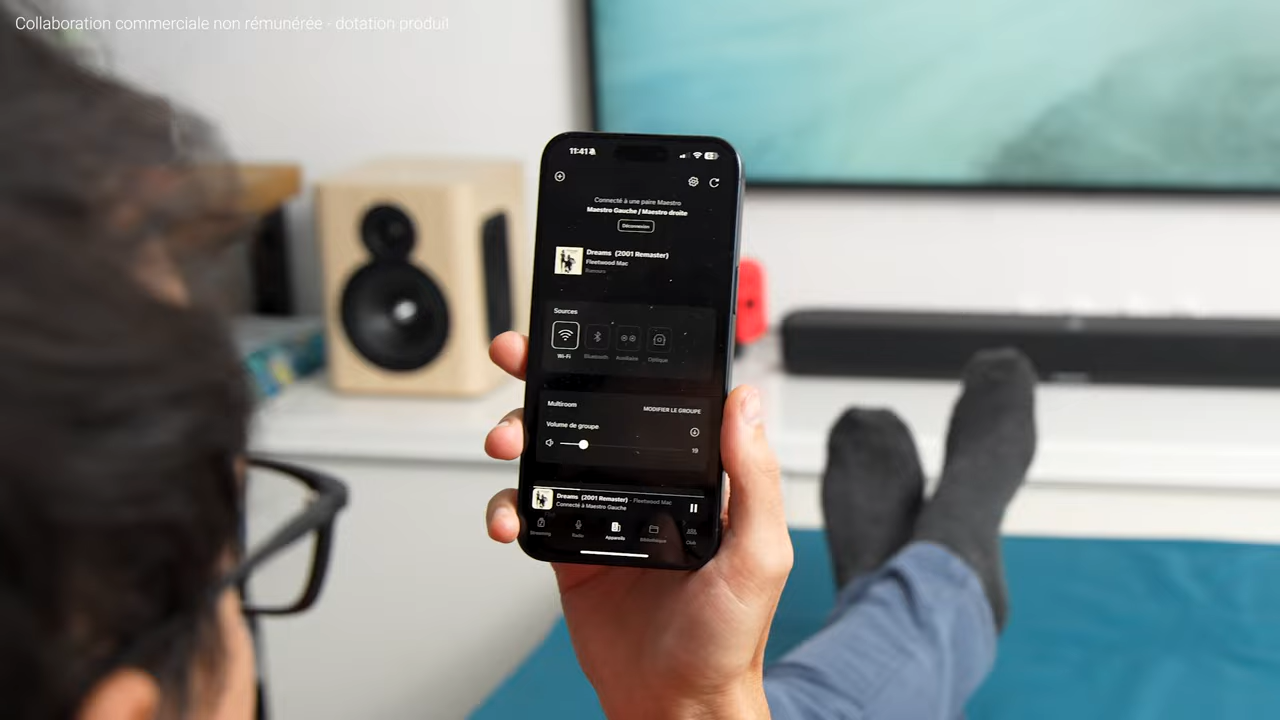 Collaboration commerciale non rémunérée - dotation produit
11:41
Connecté à une paire Maestro
Maestro Gauche / Maestro droite
Déconnexion
Dreams (2001 Remaster)
Fleetwood Mac
Sources
Wi-Fi
Bluetooth
Auxiliaire
Optique
Multiroom
MODIFIER LE GROUPE
Volume de groupe
19
Dreams (2001 Remaster) - Fleetwood Mac
Connecté à Maestro Gauche
Streaming
Radio
Appareils
Bibliothèque
Club